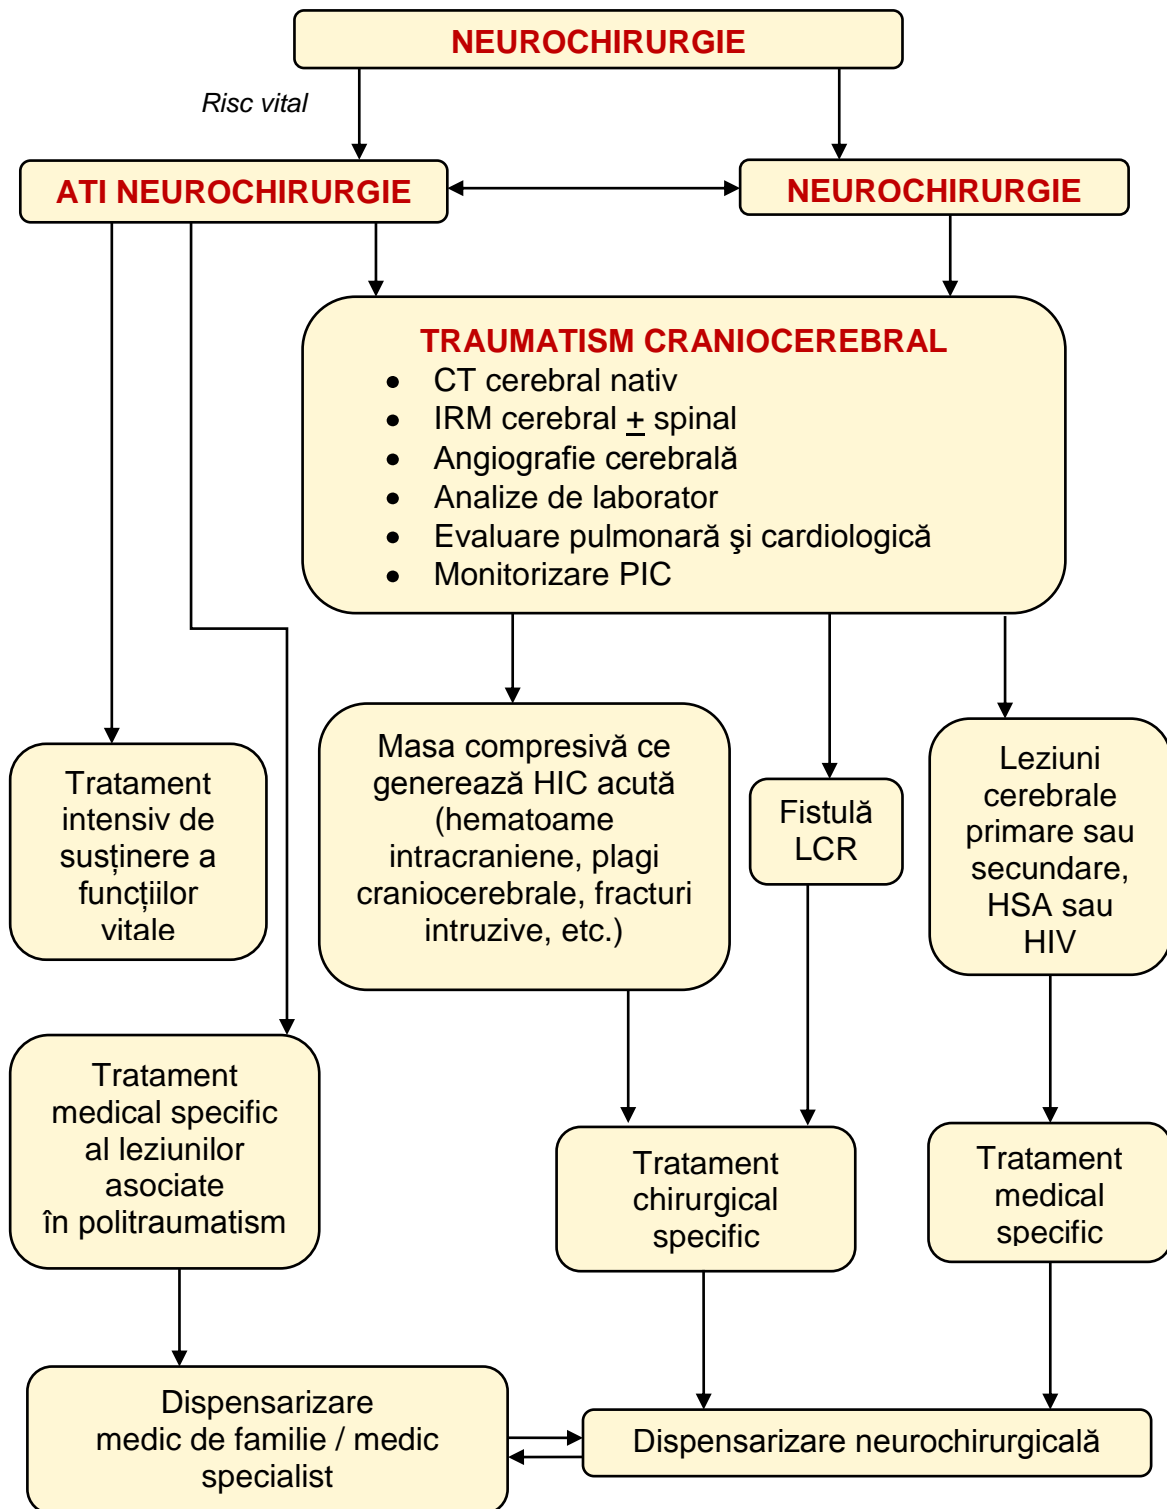 NEUROCHIRURGIE
Risc vital
ATI NEUROCHIRURGIE
NEUROCHIRURGIE
TRAUMATISM CRANIOCEREBRAL
• CT cerebral nativ
• IRM cerebral ± spinal
• Angiografie cerebrală
• Analize de laborator
• Evaluare pulmonară şi cardiologică
• Monitorizare PIC
Tratament
intensiv de
susținere a
funcțiilor
vitale
Masa compresivă ce
generează HIC acută
(hematoame
intracraniene, plagi
craniocerebrale, fracturi
intruzive, etc.)
Fistulă
LCR
Leziuni
cerebrale
primare sau
secundare,
HSA sau
HIV
Tratament
medical specific
al leziunilor
asociate
în politraumatism
Tratament
chirurgical
specific
Tratament
medical
specific
Dispensarizare
medic de familie / medic
specialist
Dispensarizare neurochirurgicală